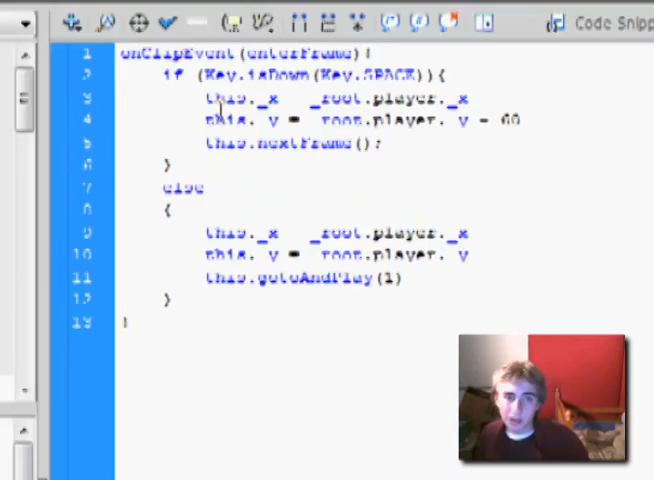 Code Snipp
1 onClipEvent (enterFrame){
2 if (Key.isDown(Key.SPACE)){
3 this._x = _root.player._x
4 this._y = _root.player._y - 60
5 this.nextFrame();
6 }
7 else
8 {
9 this._x = _root.player._x
10 this._y = _root.player._y
11 this.gotoAndPlay(1)
12 }
13 }